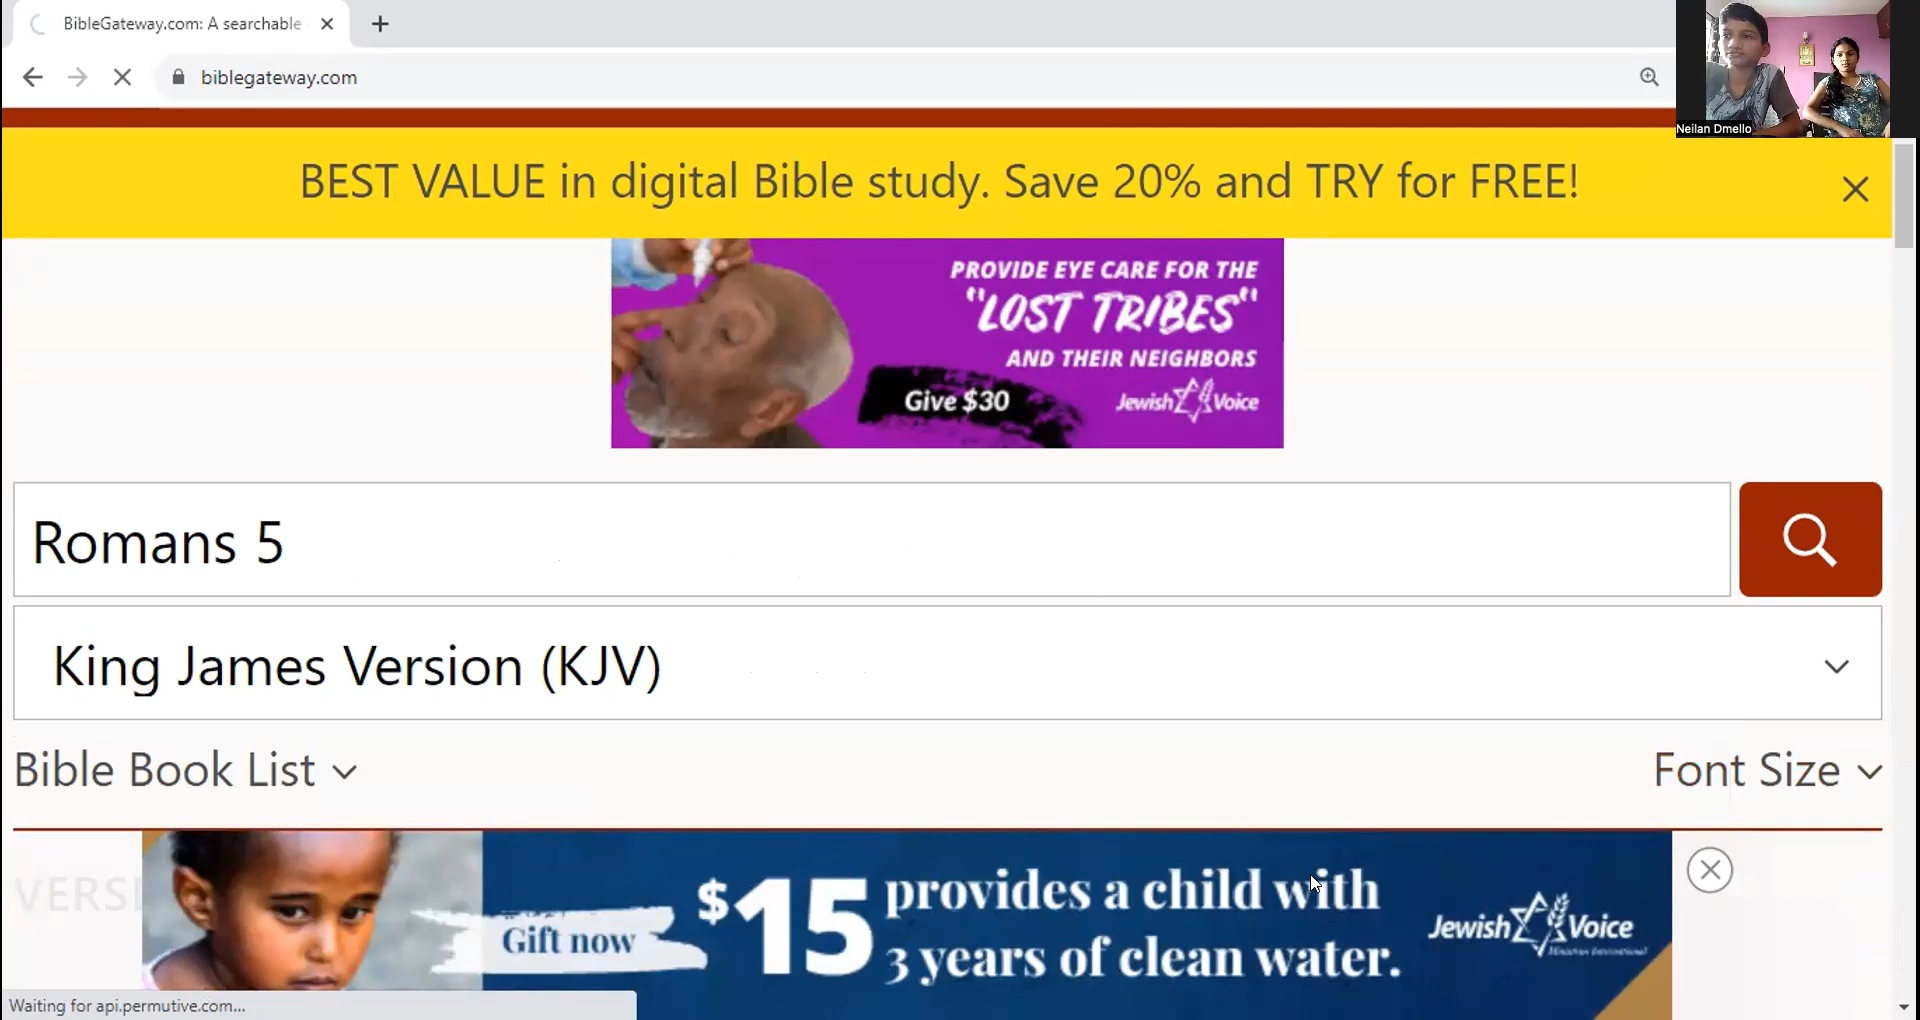 BibleGateway.com: A searchable
biblegateway.com
Neilan Dmello
BEST VALUE in digital Bible study. Save 20% and TRY for FREE!
PROVIDE EYE CARE FOR THE
"LOST TRIBES"
AND THEIR NEIGHBORS
Give $30
Jewish Voice
Romans 5
King James Version (KJV)
Bible Book List
Font Size
VERSE
Gift now
$15
provides a child with
3 years of clean water.
Jewish Voice
Waiting for api.permutive.com...